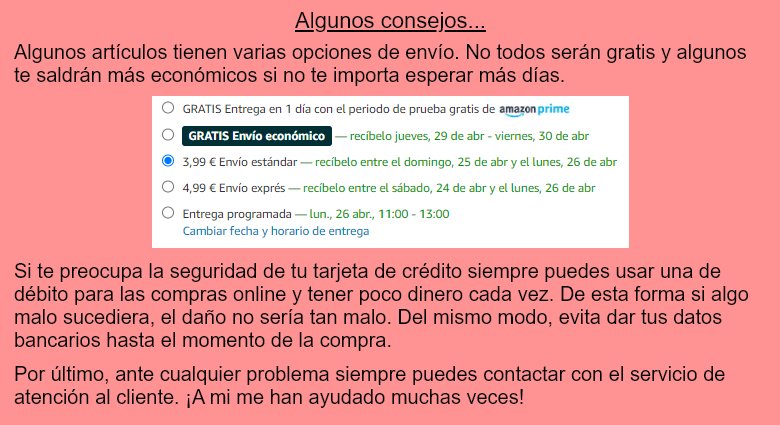 Algunos consejos...
Algunos artículos tienen varias opciones de envío. No todos serán gratis y algunos
te saldrán más económicos si no te importa esperar más días.
GRATIS Entrega en 1 día con el periodo de prueba gratis de amazon prime
GRATIS Envío económico — recíbelo jueves, 29 de abr - viernes, 30 de abr
3,99 € Envío estándar — recíbelo entre el domingo, 25 de abr y el lunes, 26 de abr
4,99 € Envío exprés — recíbelo entre el sábado, 24 de abr y el lunes, 26 de abr
Entrega programada — lun., 26 abr., 11:00 - 13:00
Cambiar fecha y horario de entrega
Si te preocupa la seguridad de tu tarjeta de crédito siempre puedes usar una de
débito para las compras online y tener poco dinero cada vez. De esta forma si algo
malo sucediera, el daño no sería tan malo. Del mismo modo, evita dar tus datos
bancarios hasta el momento de la compra.
Por último, ante cualquier problema siempre puedes contactar con el servicio de
atención al cliente. ¡A mi me han ayudado muchas veces!